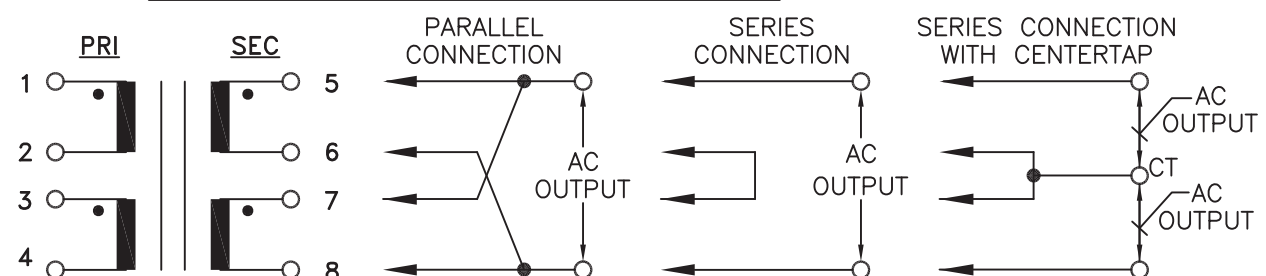 PRI
SEC
1
2
3
4
5
6
7
8
PARALLEL
CONNECTION
AC
OUTPUT
SERIES
CONNECTION
AC
OUTPUT
SERIES CONNECTION
WITH CENTERTAP
AC
OUTPUT
CT
AC
OUTPUT